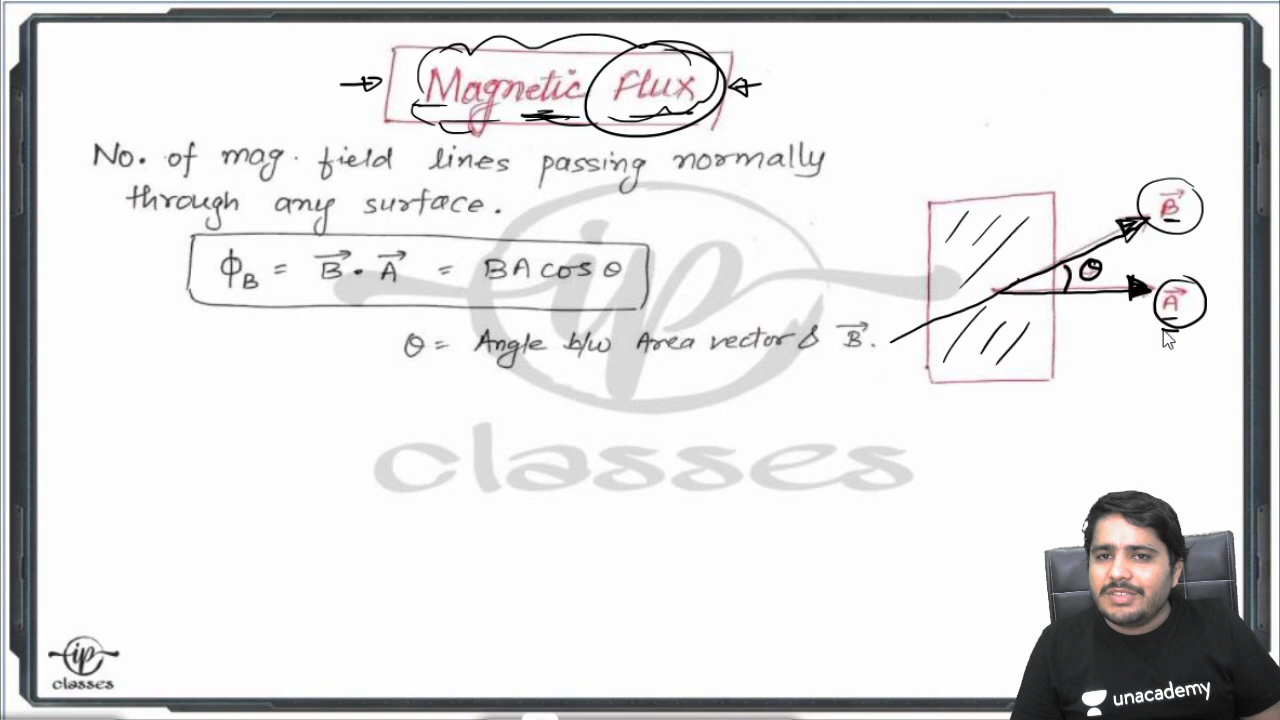 Magnetic Flux
No. of mag. field lines passing normally
through any surface.
ϕ_B = B⃗ • A⃗ = BA cos θ
θ = Angle b/w Area vector & B⃗.
B⃗
θ
A⃗
ip
classes
ip
classes
unacademy